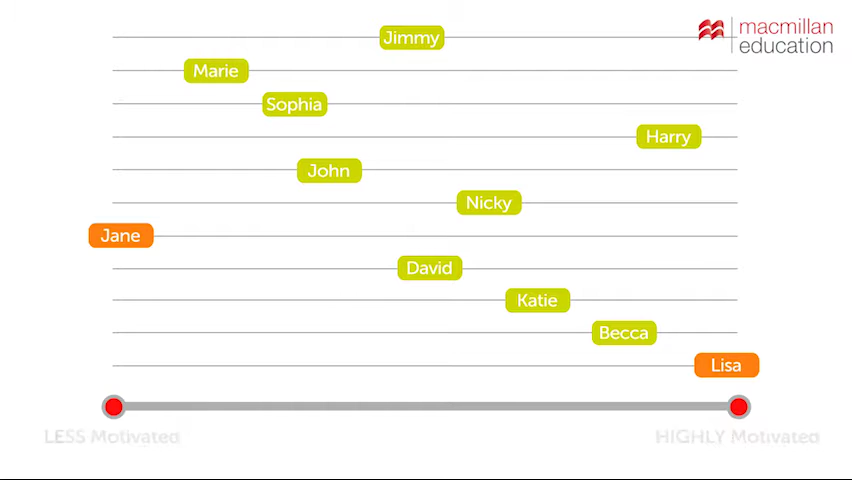 Jimmy
macmillan
education
Marie
Sophia
Harry
John
Nicky
Jane
David
Katie
Becca
Lisa
LESS Motivated
HIGHLY Motivated